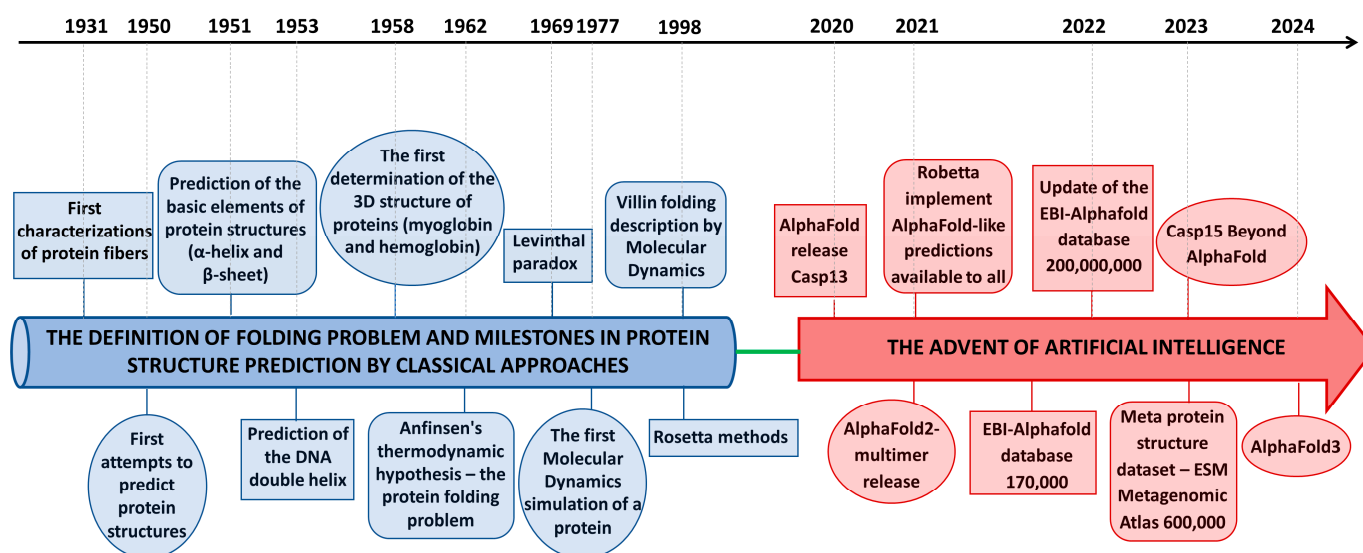 1931 1950 1951 1953 1958 1962 1969 1977 1998 2020 2021 2022 2023 2024
First
characterizations
of protein fibers
Prediction of the
basic elements of
protein structures
(α-helix and
β-sheet)
The first
determination of the
3D structure of
proteins (myoglobin
and hemoglobin)
Levinthal
paradox
Villin folding
description by
Molecular
Dynamics
AlphaFold
release
Casp13
Robetta
implement
AlphaFold-like
predictions
available to all
Update of the
EBI-Alphafold
database
200,000,000
Casp15 Beyond
AlphaFold
THE DEFINITION OF FOLDING PROBLEM AND MILESTONES IN PROTEIN
STRUCTURE PREDICTION BY CLASSICAL APPROACHES
THE ADVENT OF ARTIFICIAL INTELLIGENCE
First
attempts to
predict
protein
structures
Prediction of
the DNA
double helix
Anfinsen's
thermodynamic
hypothesis – the
protein folding
problem
The first
Molecular
Dynamics
simulation of a
protein
Rosetta methods
AlphaFold2-
multimer
release
EBI-Alphafold
database
170,000
Meta protein
structure
dataset – ESM
Metagenomic
Atlas 600,000
AlphaFold3